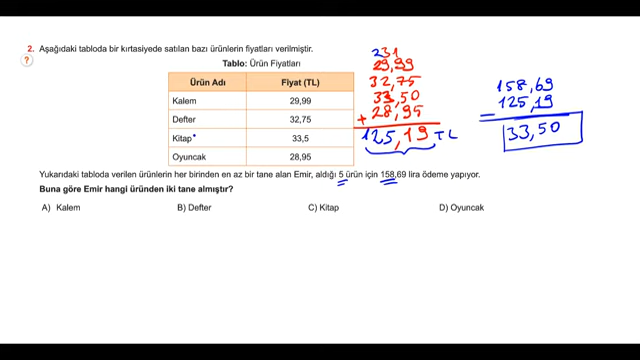 2. Aşağıdaki tabloda bir kırtasiyede satılan bazı ürünlerin fiyatları verilmiştir.
?
Tablo: Ürün Fiyatları
Ürün Adı Fiyat (TL)
Kalem 29,99
Defter 32,75
Kitap 33,5
Oyuncak 28,95
231
29,99
32,75
33,50
+ 28,95
125,19 TL
158,69
125,19
33,50
Yukarıdaki tabloda verilen ürünlerin her birinden en az bir tane alan Emir, aldığı 5 ürün için 158,69 lira ödeme yapıyor.
Buna göre Emir hangi üründen iki tane almıştır?
A) Kalem B) Defter C) Kitap D) Oyuncak